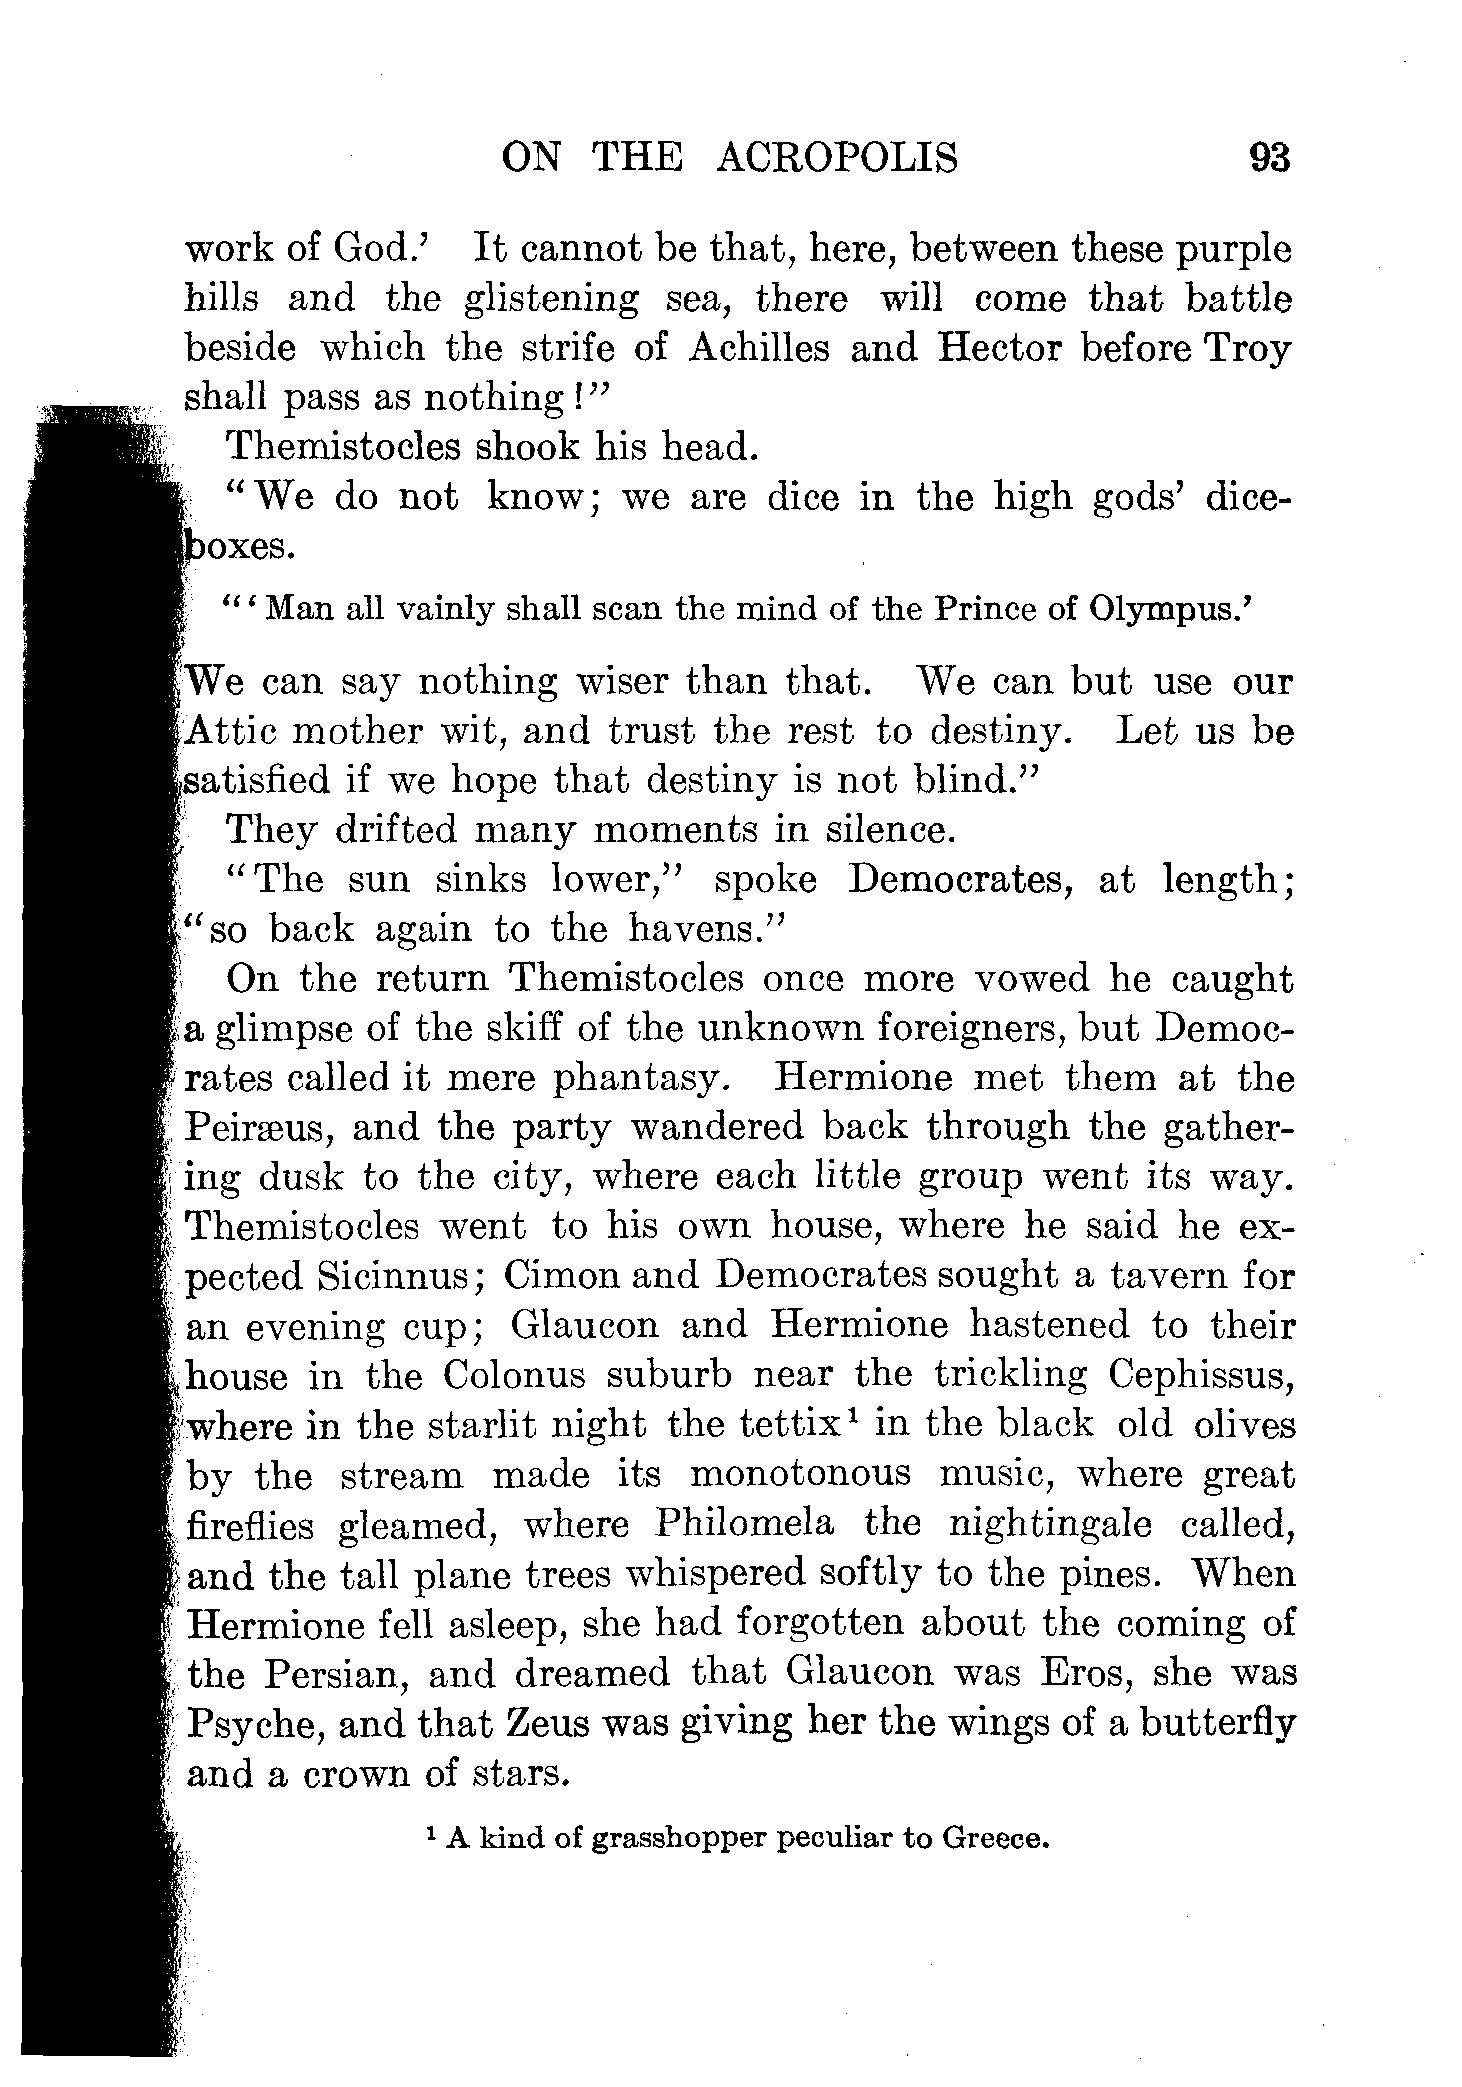 ON THE ACROPOLIS 93
work of God.’ It cannot be that, here, between these purple
hills and the glistening sea, there will come that battle
beside which the strife of Achilles and Hector before Troy
shall pass as nothing!”
Themistocles shook his head.
“We do not know; we are dice in the high gods’ dice-
boxes.
“‘Man all vainly shall scan the mind of the Prince of Olympus.’
We can say nothing wiser than that. We can but use our
Attic mother wit, and trust the rest to destiny. Let us be
satisfied if we hope that destiny is not blind.”
They drifted many moments in silence.
“The sun sinks lower,” spoke Democrates, at length;
“so back again to the havens.”
On the return Themistocles once more vowed he caught
a glimpse of the skiff of the unknown foreigners, but Democ-
rates called it mere phantasy. Hermione met them at the
Peiræus, and the party wandered back through the gather-
ing dusk to the city, where each little group went its way.
Themistocles went to his own house, where he said he ex-
pected Sicinnus; Cimon and Democrates sought a tavern for
an evening cup; Glaucon and Hermione hastened to their
house in the Colonus suburb near the trickling Cephissus,
where in the starlit night the tettix¹ in the black old olives
by the stream made its monotonous music, where great
fireflies gleamed, where Philomela the nightingale called,
and the tall plane trees whispered softly to the pines. When
Hermione fell asleep, she had forgotten about the coming of
the Persian, and dreamed that Glaucon was Eros, she was
Psyche, and that Zeus was giving her the wings of a butterfly
and a crown of stars.
¹ A kind of grasshopper peculiar to Greece.